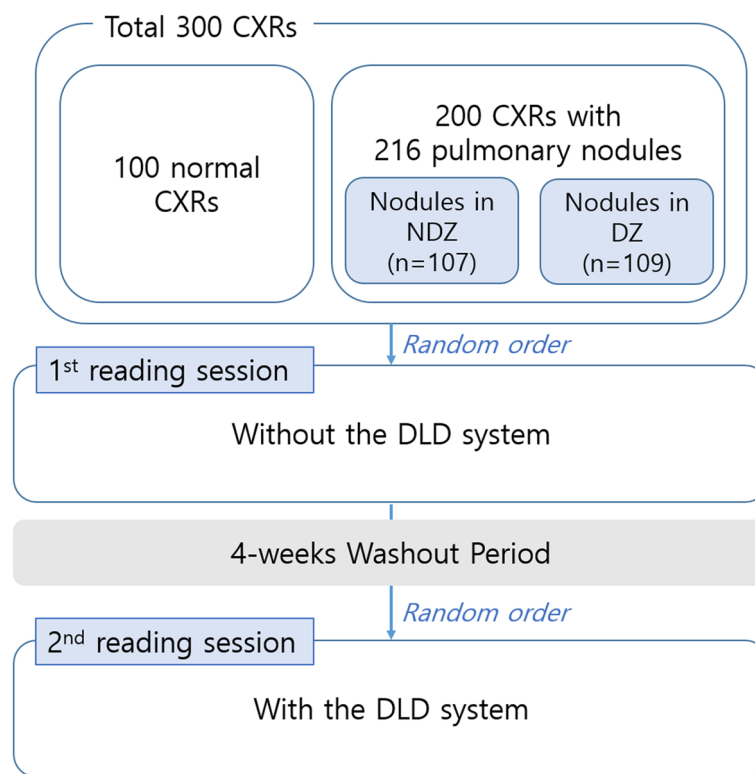 Total 300 CXRs
100 normal
CXRs
200 CXRs with
216 pulmonary nodules
Nodules in
NDZ
(n=107)
Nodules in
DZ
(n=109)
Random order
1st reading session
Without the DLD system
4-weeks Washout Period
Random order
2nd reading session
With the DLD system